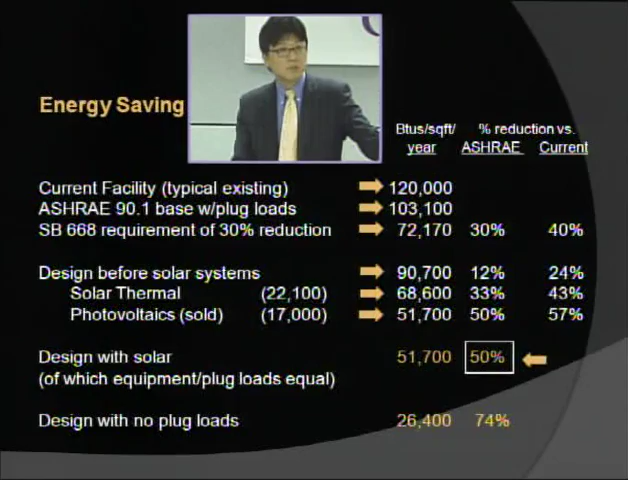 Energy Saving
Btus/sqft/ % reduction vs.
year ASHRAE Current
Current Facility (typical existing) 120,000
ASHRAE 90.1 base w/plug loads 103,100
SB 668 requirement of 30% reduction 72,170 30% 40%
Design before solar systems 90,700 12% 24%
Solar Thermal (22,100) 68,600 33% 43%
Photovoltaics (sold) (17,000) 51,700 50% 57%
Design with solar 51,700 50%
(of which equipment/plug loads equal)
Design with no plug loads 26,400 74%